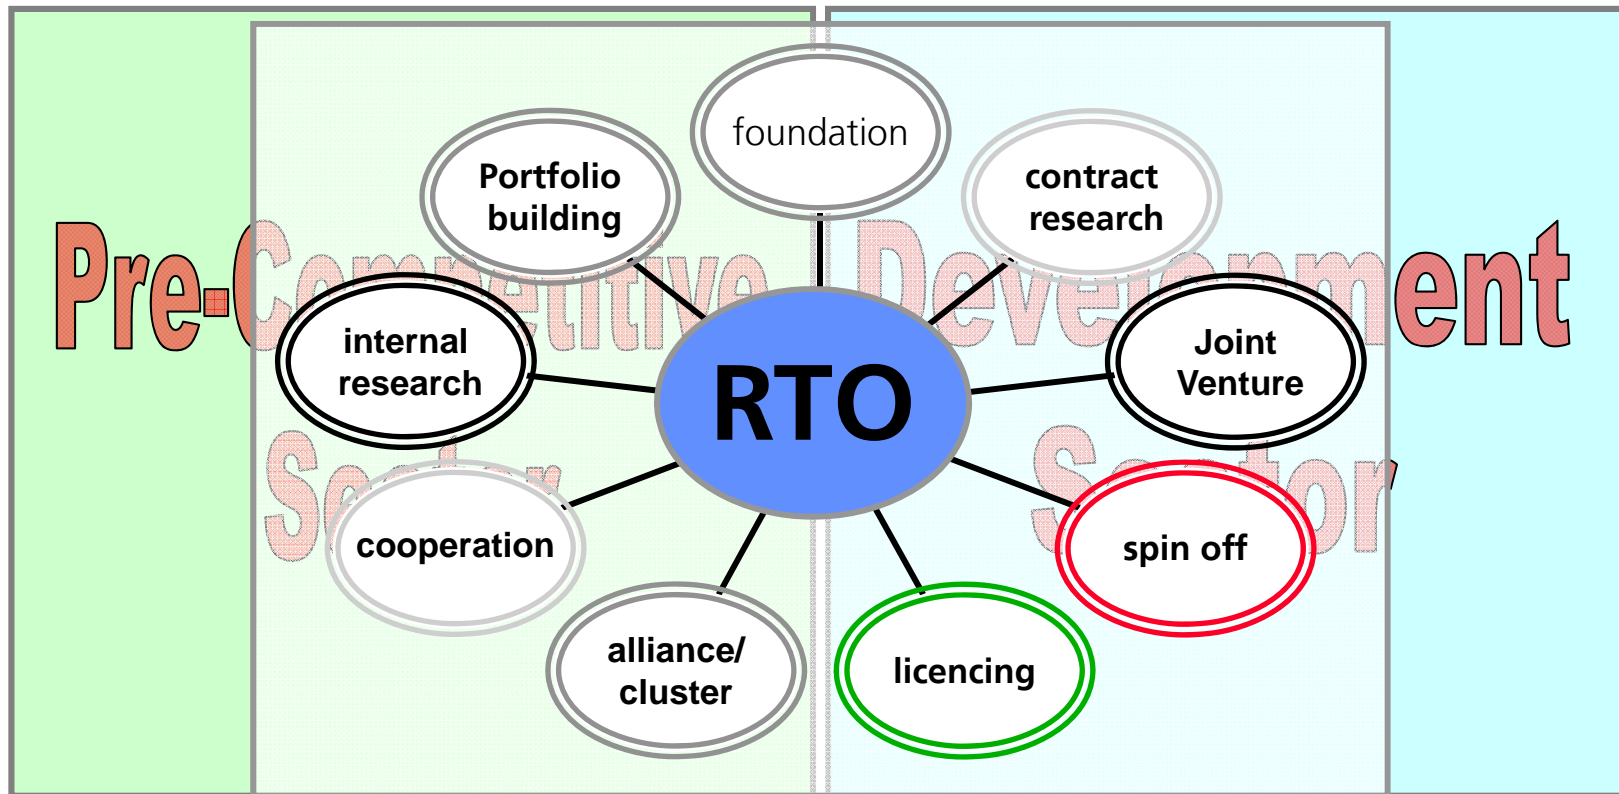 foundation
Portfolio
building
contract
research
Pre-Competitive
Sector
Development
Sector
internal
research
RTO
Joint
Venture
cooperation
spin off
alliance/
cluster
licencing